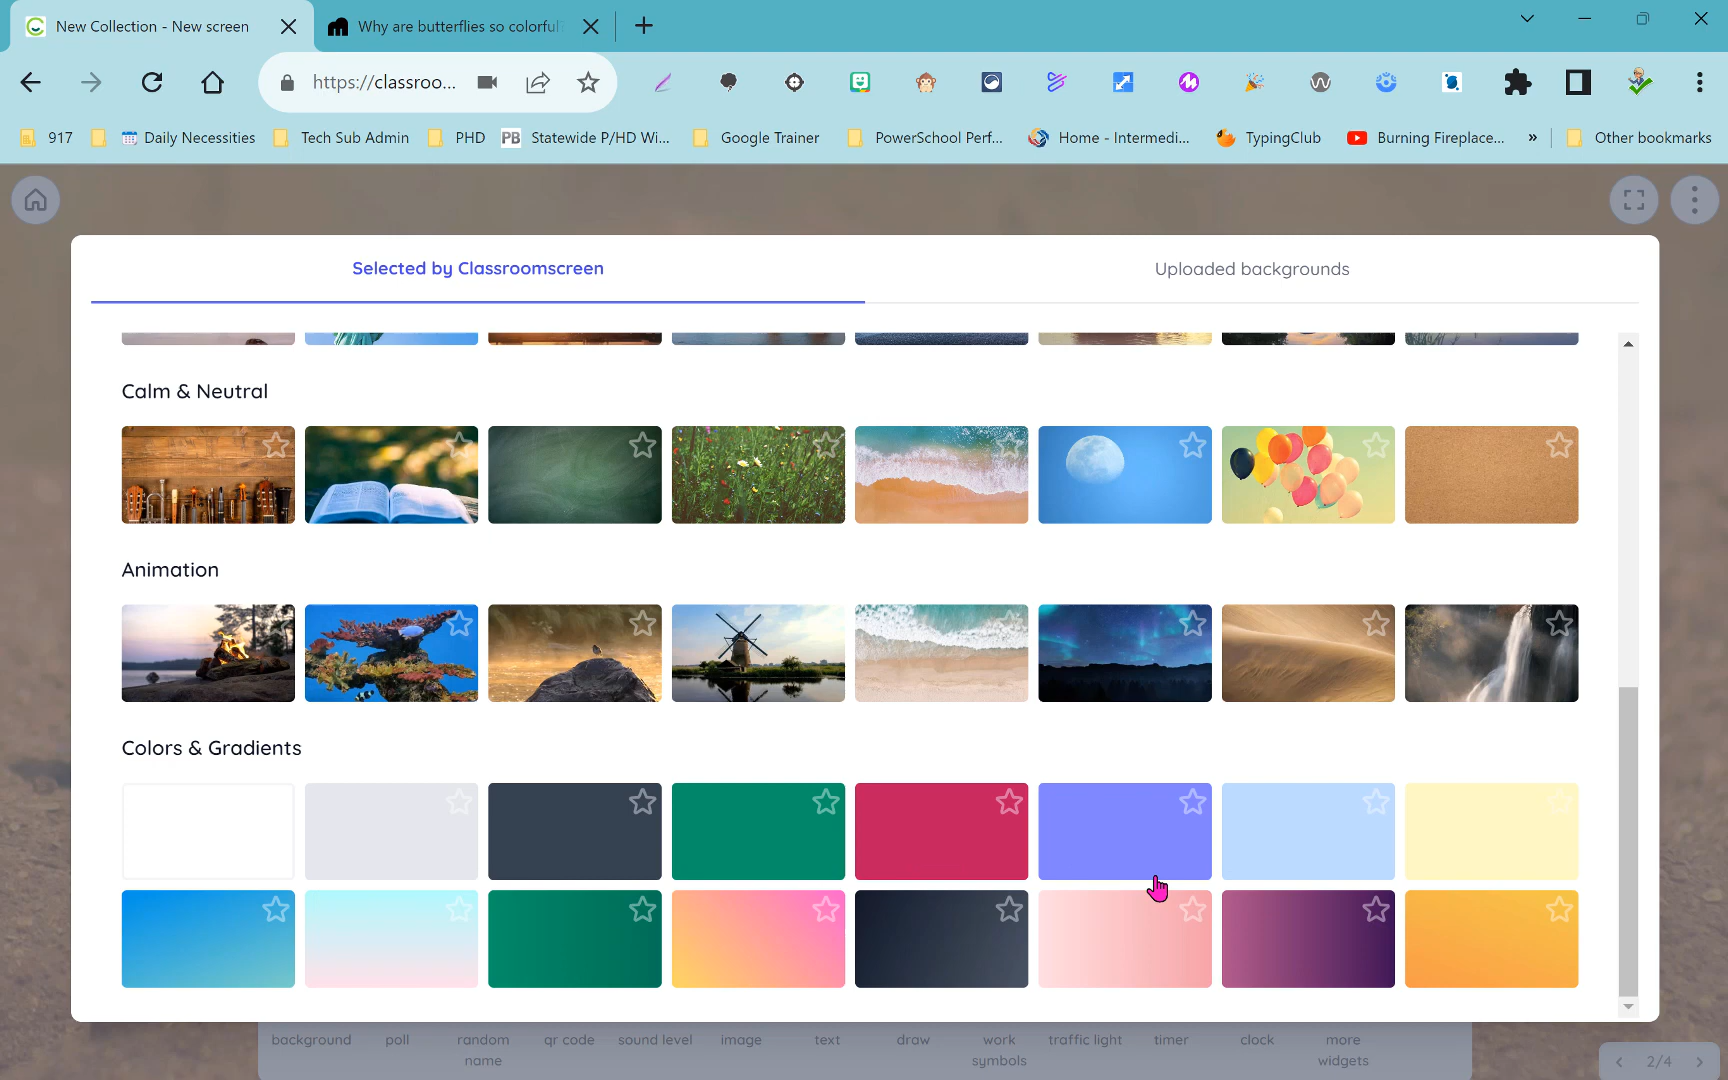 New Collection - New screen
Why are butterflies so colorful
https://classroo...
917
Daily Necessities
Tech Sub Admin
PHD
PB Statewide P/HD Wi...
Google Trainer
PowerSchool Perf...
Home - Intermedi...
TypingClub
Burning Fireplace...
»
Other bookmarks
Selected by Classroomscreen
Uploaded backgrounds
Calm & Neutral
Animation
Colors & Gradients
background
poll
random name
qr code
sound level
image
text
draw
work symbols
traffic light
timer
clock
more widgets
2/4